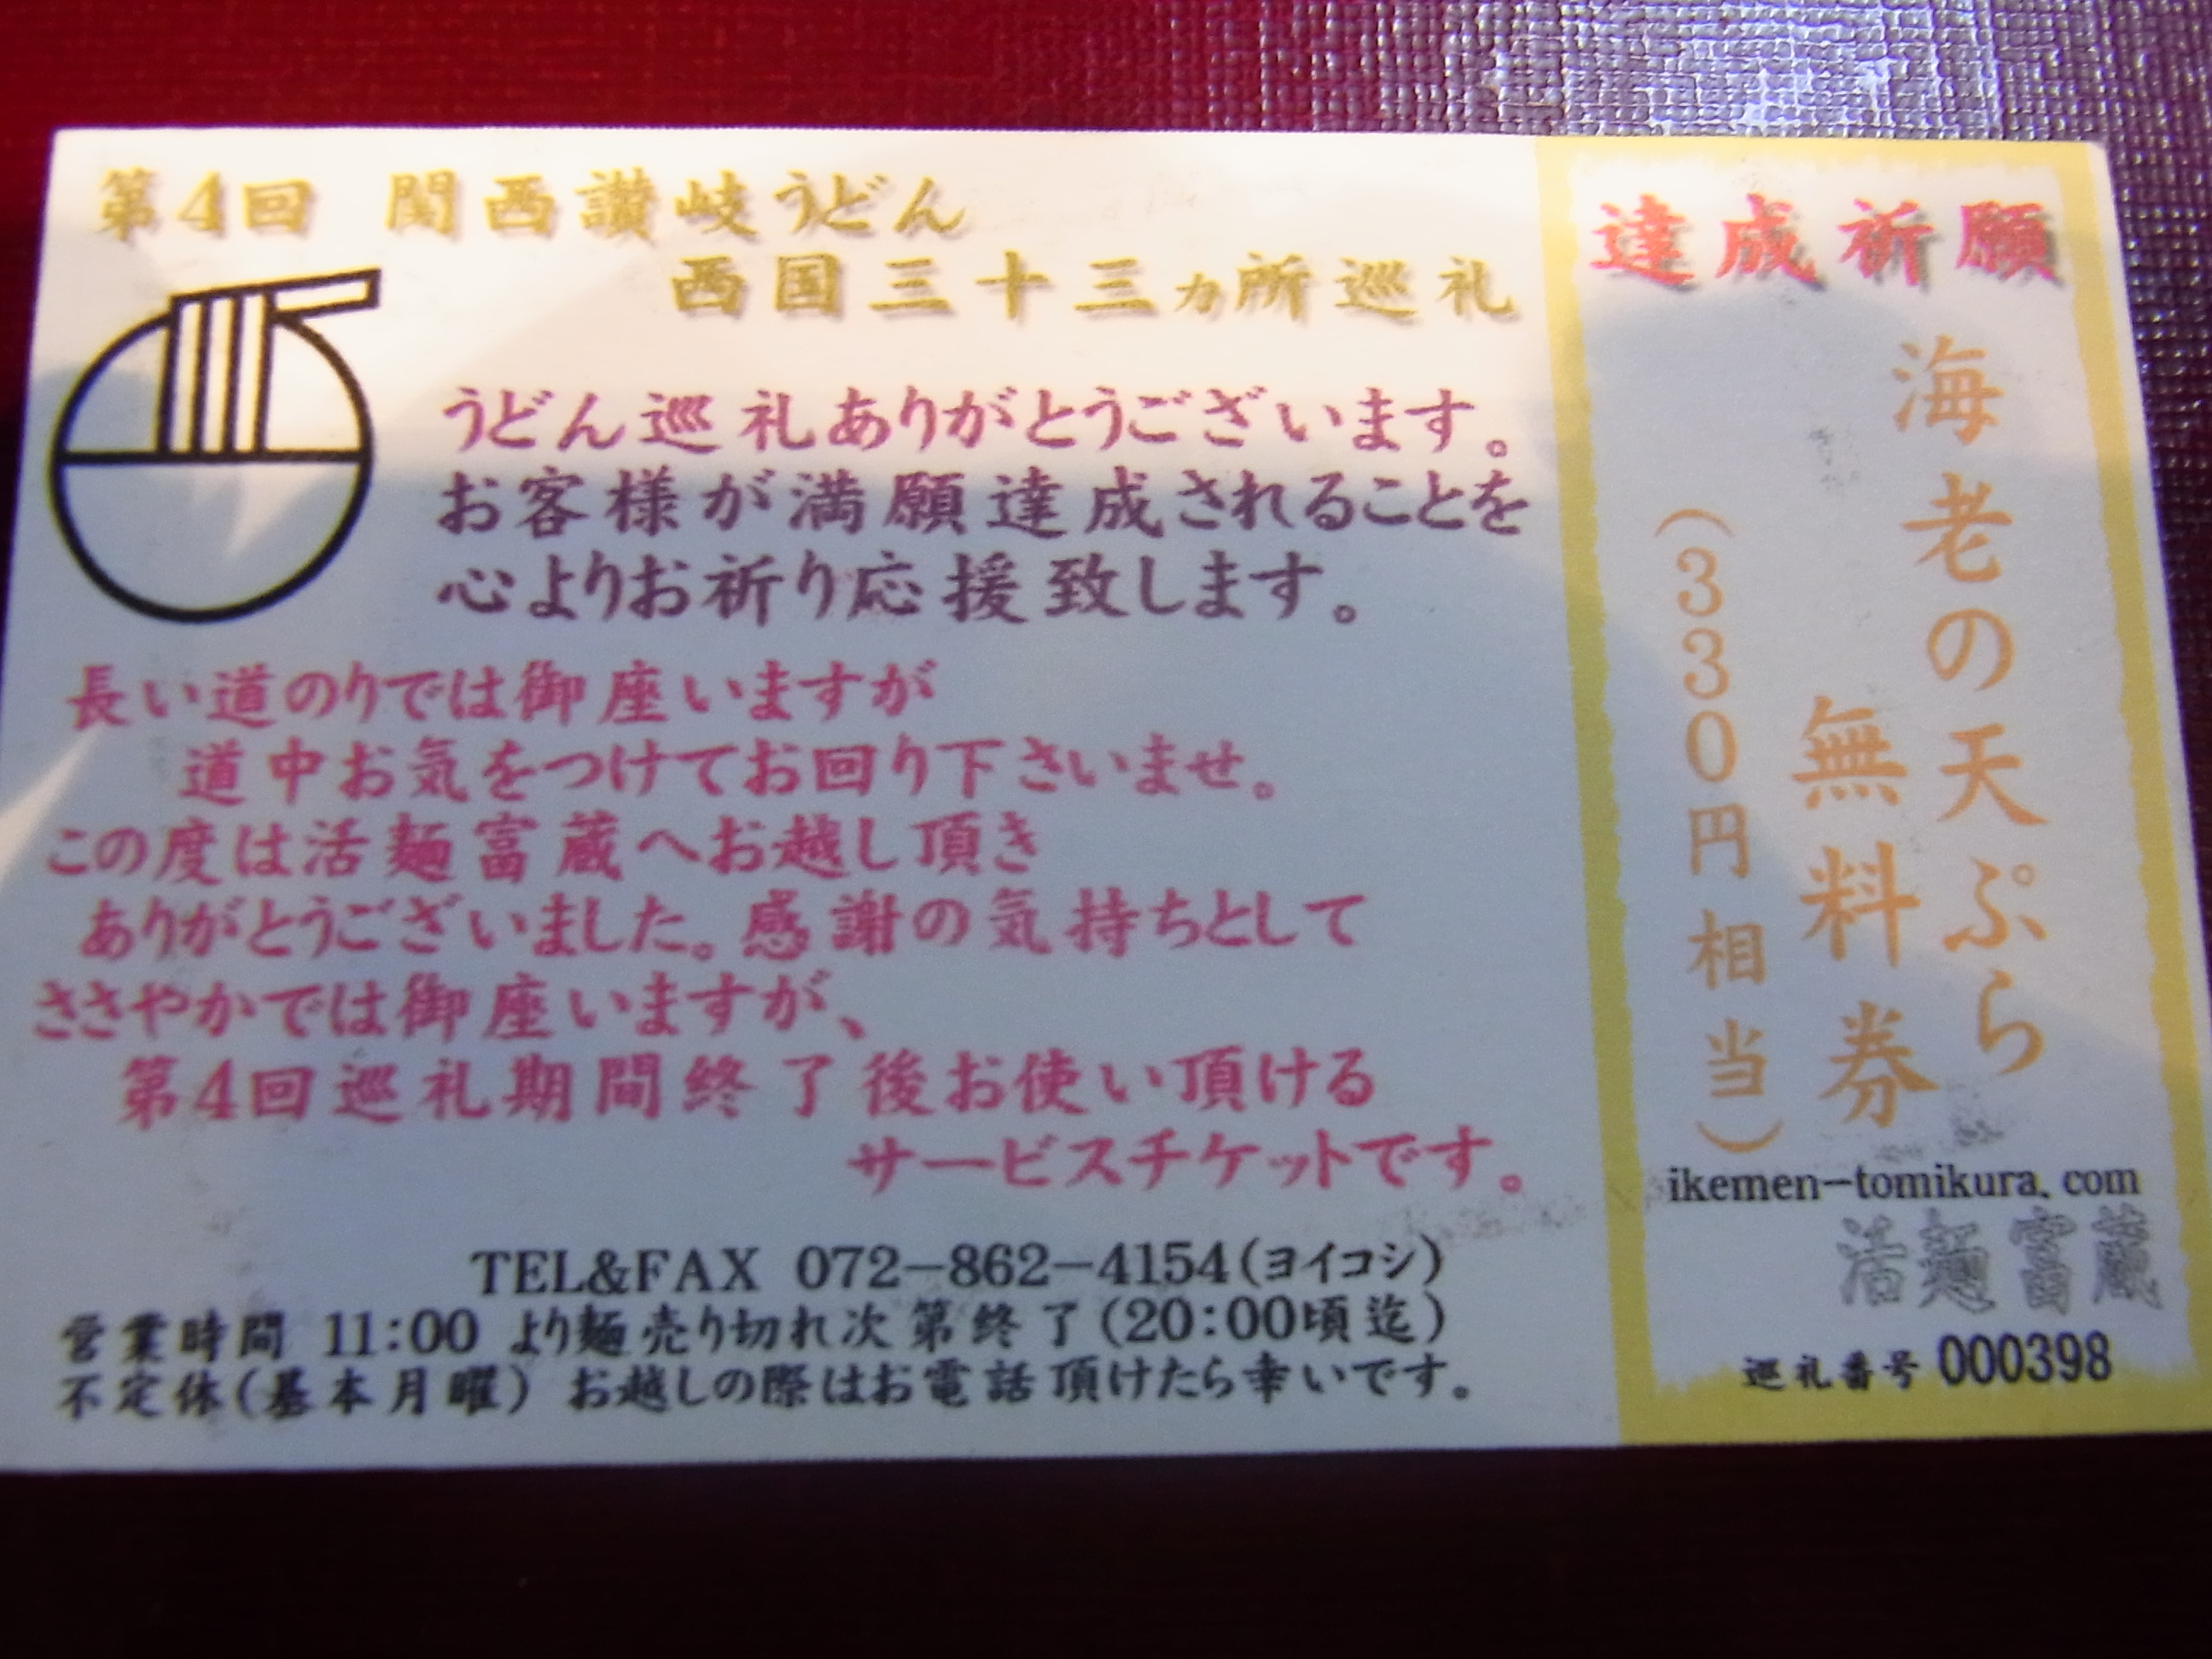 第4回 関西讃岐うどん
西国三十三ヵ所巡礼
うどん巡礼ありがとうございます。
お客様が満願達成されることを
心よりお祈り応援致します。
長い道のりでは御座いますが
道中お気をつけてお回り下さいませ。
この度は活麺富蔵へお越し頂き
ありがとうございました。感謝の気持ちとして
ささやかでは御座いますが、
第4回巡礼期間終了後お使い頂ける
サービスチケットです。
TEL&FAX 072-862-4154(ヨイコシ)
営業時間 11:00 より麺売り切れ次第終了(20:00頃迄)
不定休(基本月曜) お越しの際はお電話頂けたら幸いです。
達成祈願
海老の天ぷら
無料券
(330円相当)
ikemen-tomikura.com
活麺富蔵
巡礼番号 000398